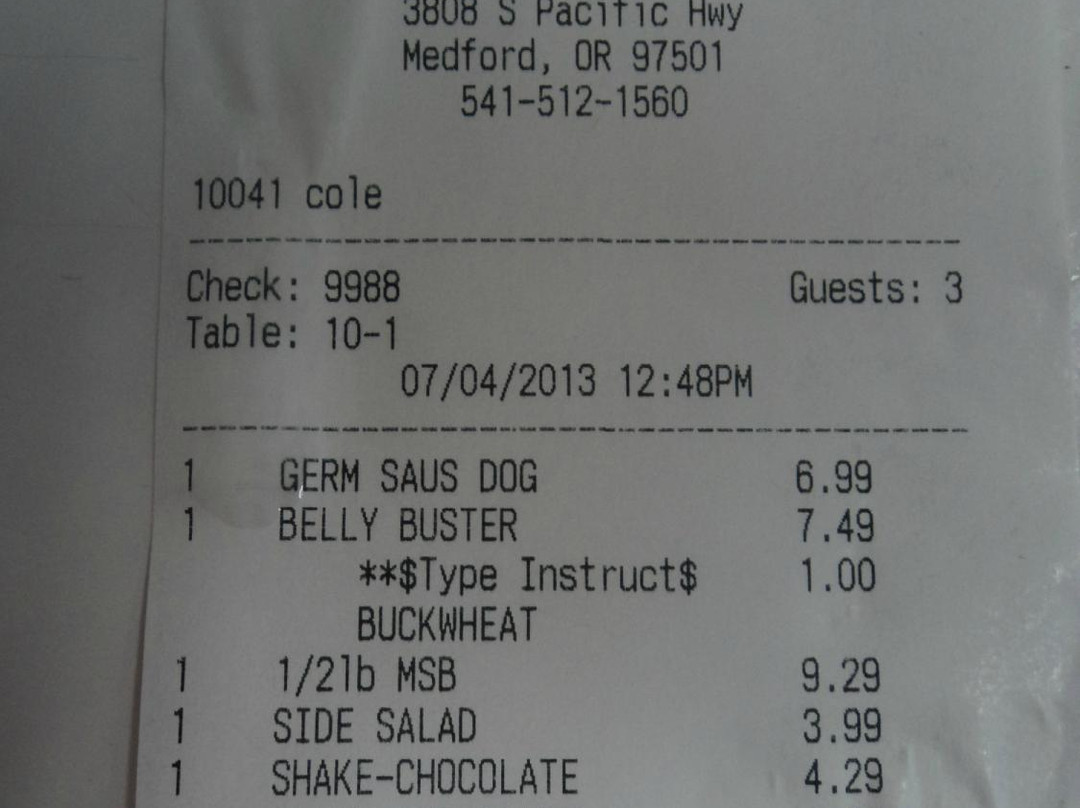 3808 S Pacific Hwy
Medford, OR 97501
541-512-1560
10041 cole
Check: 9988 Guests: 3
Table: 10-1
07/04/2013 12:48PM
1 GERM SAUS DOG 6.99
1 BELLY BUSTER 7.49
**$Type Instruct$ 1.00
BUCKWHEAT
1 1/2lb MSB 9.29
1 SIDE SALAD 3.99
1 SHAKE-CHOCOLATE 4.29